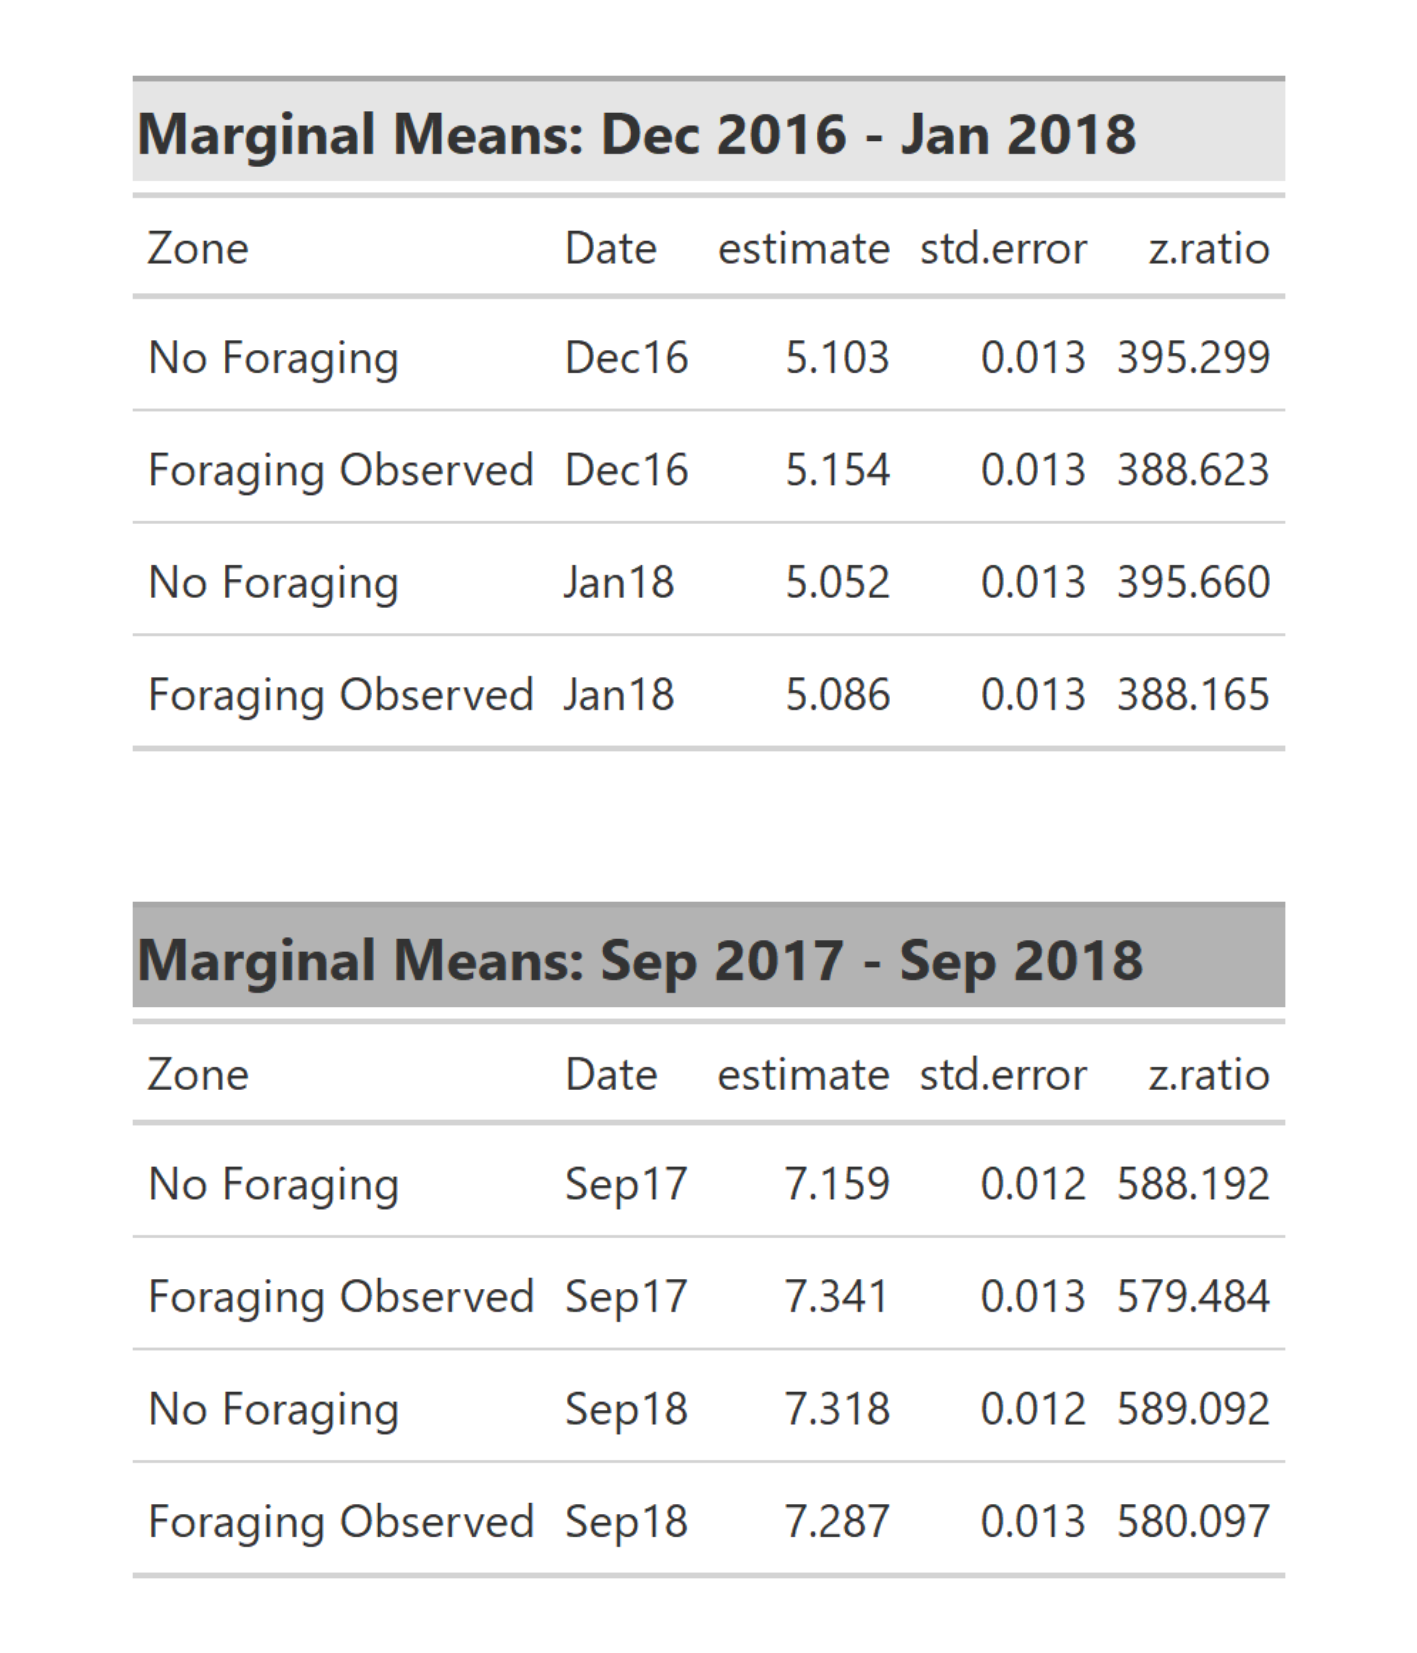 Marginal Means: Dec 2016 - Jan 2018
Zone Date estimate std.error z.ratio
No Foraging Dec16 5.103 0.013 395.299
Foraging Observed Dec16 5.154 0.013 388.623
No Foraging Jan18 5.052 0.013 395.660
Foraging Observed Jan18 5.086 0.013 388.165
Marginal Means: Sep 2017 - Sep 2018
Zone Date estimate std.error z.ratio
No Foraging Sep17 7.159 0.012 588.192
Foraging Observed Sep17 7.341 0.013 579.484
No Foraging Sep18 7.318 0.012 589.092
Foraging Observed Sep18 7.287 0.013 580.097